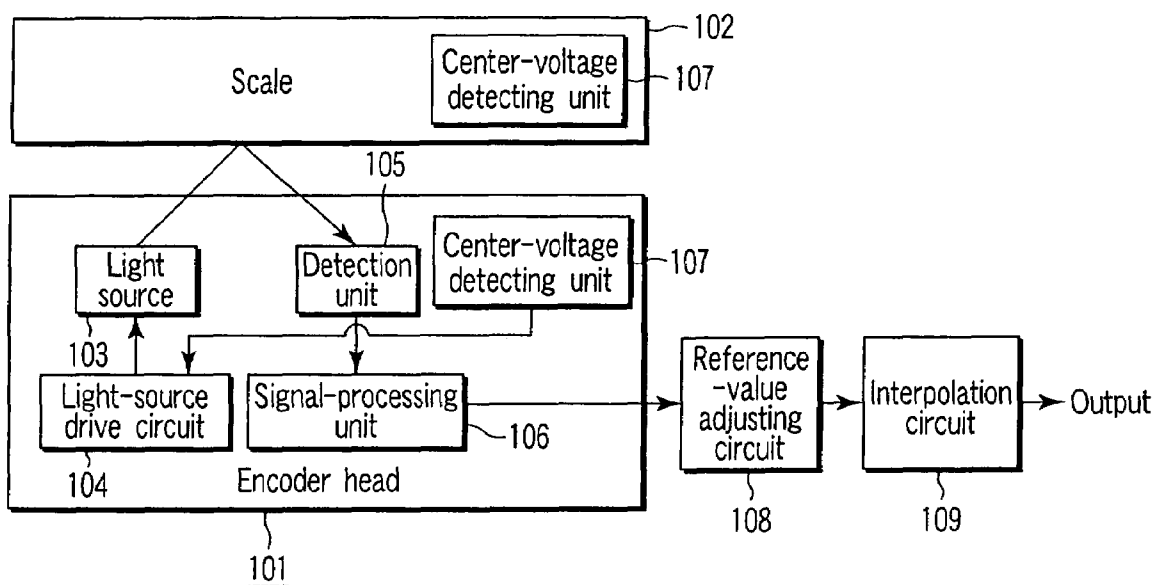 102
Scale
Center-voltage
detecting unit
107
105
Light
source
103
Detection
unit
Center-voltage
detecting unit
107
Light-source
drive circuit
104
Signal-processing
unit
106
Encoder head
101
Reference
-value
adjusting
circuit
108
Interpolation
circuit
109
Output